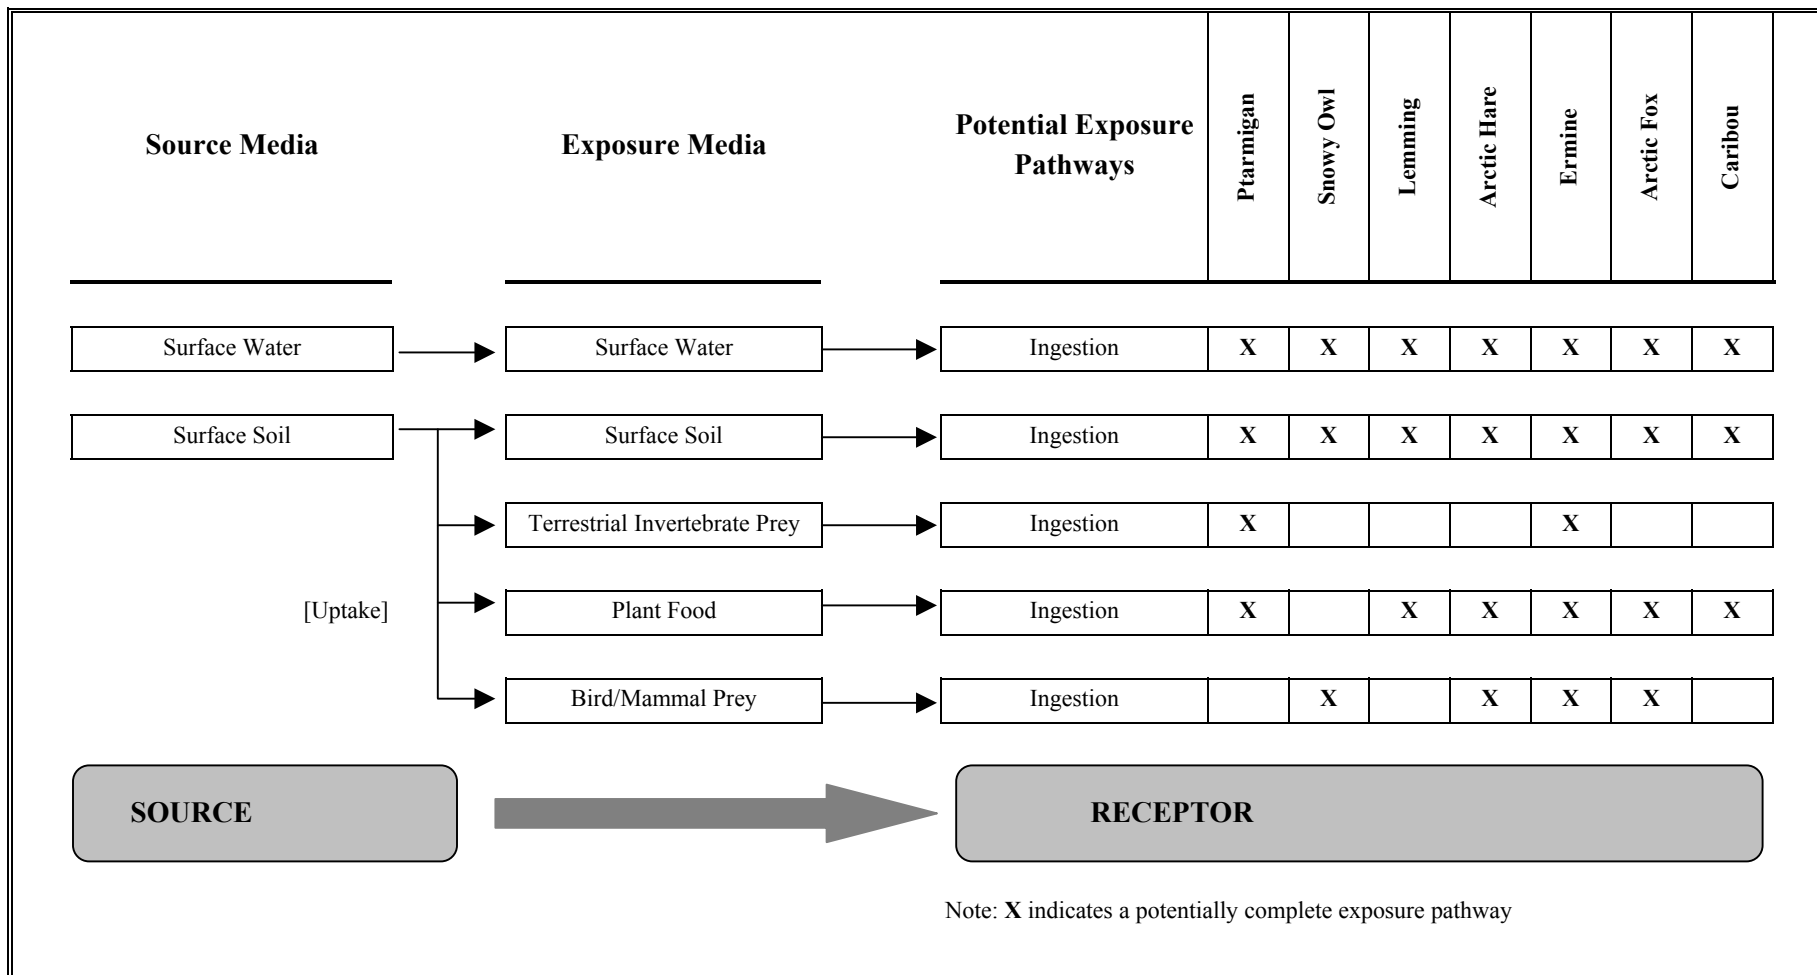 Source Media
Exposure Media
Potential Exposure
Pathways
Ptarmigan
Snowy Owl
Lemming
Arctic Hare
Ermine
Arctic Fox
Caribou
Surface Water
Surface Water
Ingestion X X X X X X X
Surface Soil
Surface Soil
Ingestion X X X X X X X
Terrestrial Invertebrate Prey
Ingestion X X
[Uptake]
Plant Food
Ingestion X X X X X X
Bird/Mammal Prey
Ingestion X X X X
SOURCE
RECEPTOR
Note: X indicates a potentially complete exposure pathway